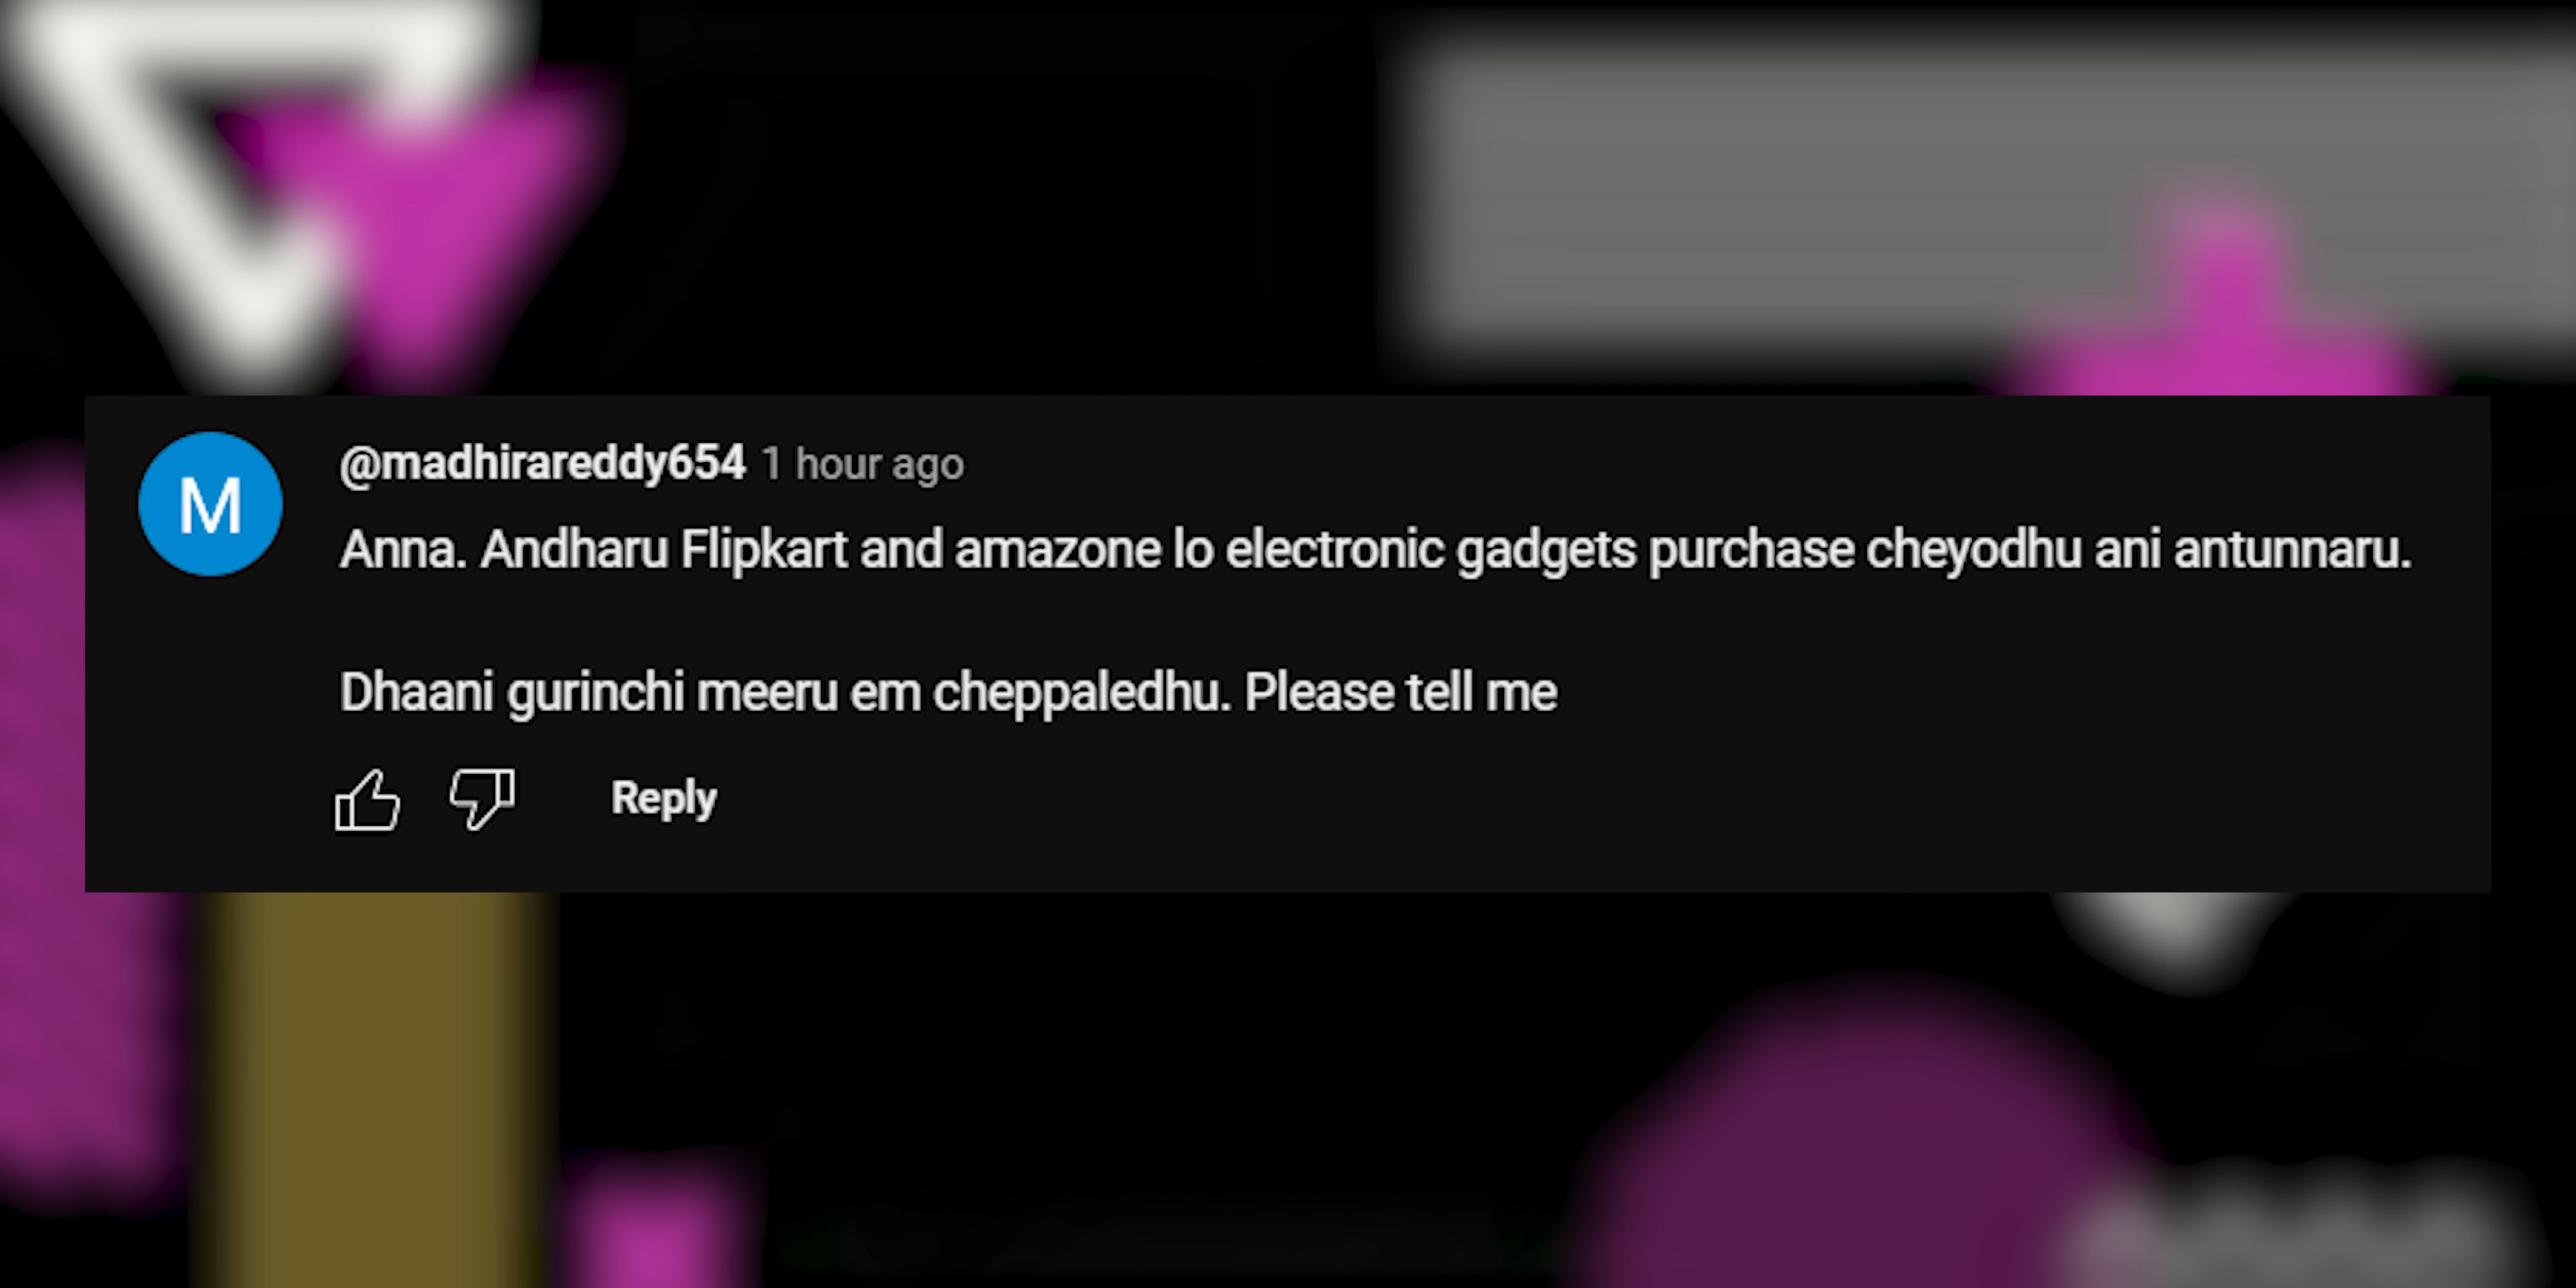 M
@madhirareddy654 1 hour ago
Anna. Andharu Flipkart and amazone lo electronic gadgets purchase cheyodhu ani antunnaru.
Dhaani gurinchi meeru em cheppaledhu. Please tell me
Reply